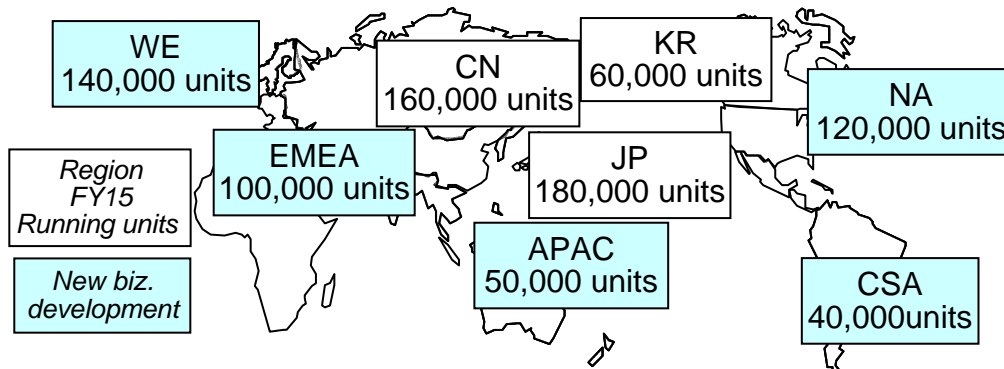 WE
140,000 units
CN
160,000 units
KR
60,000 units
NA
120,000 units
EMEA
100,000 units
JP
180,000 units
Region
FY15
Running units
APAC
50,000 units
New biz.
development
CSA
40,000units